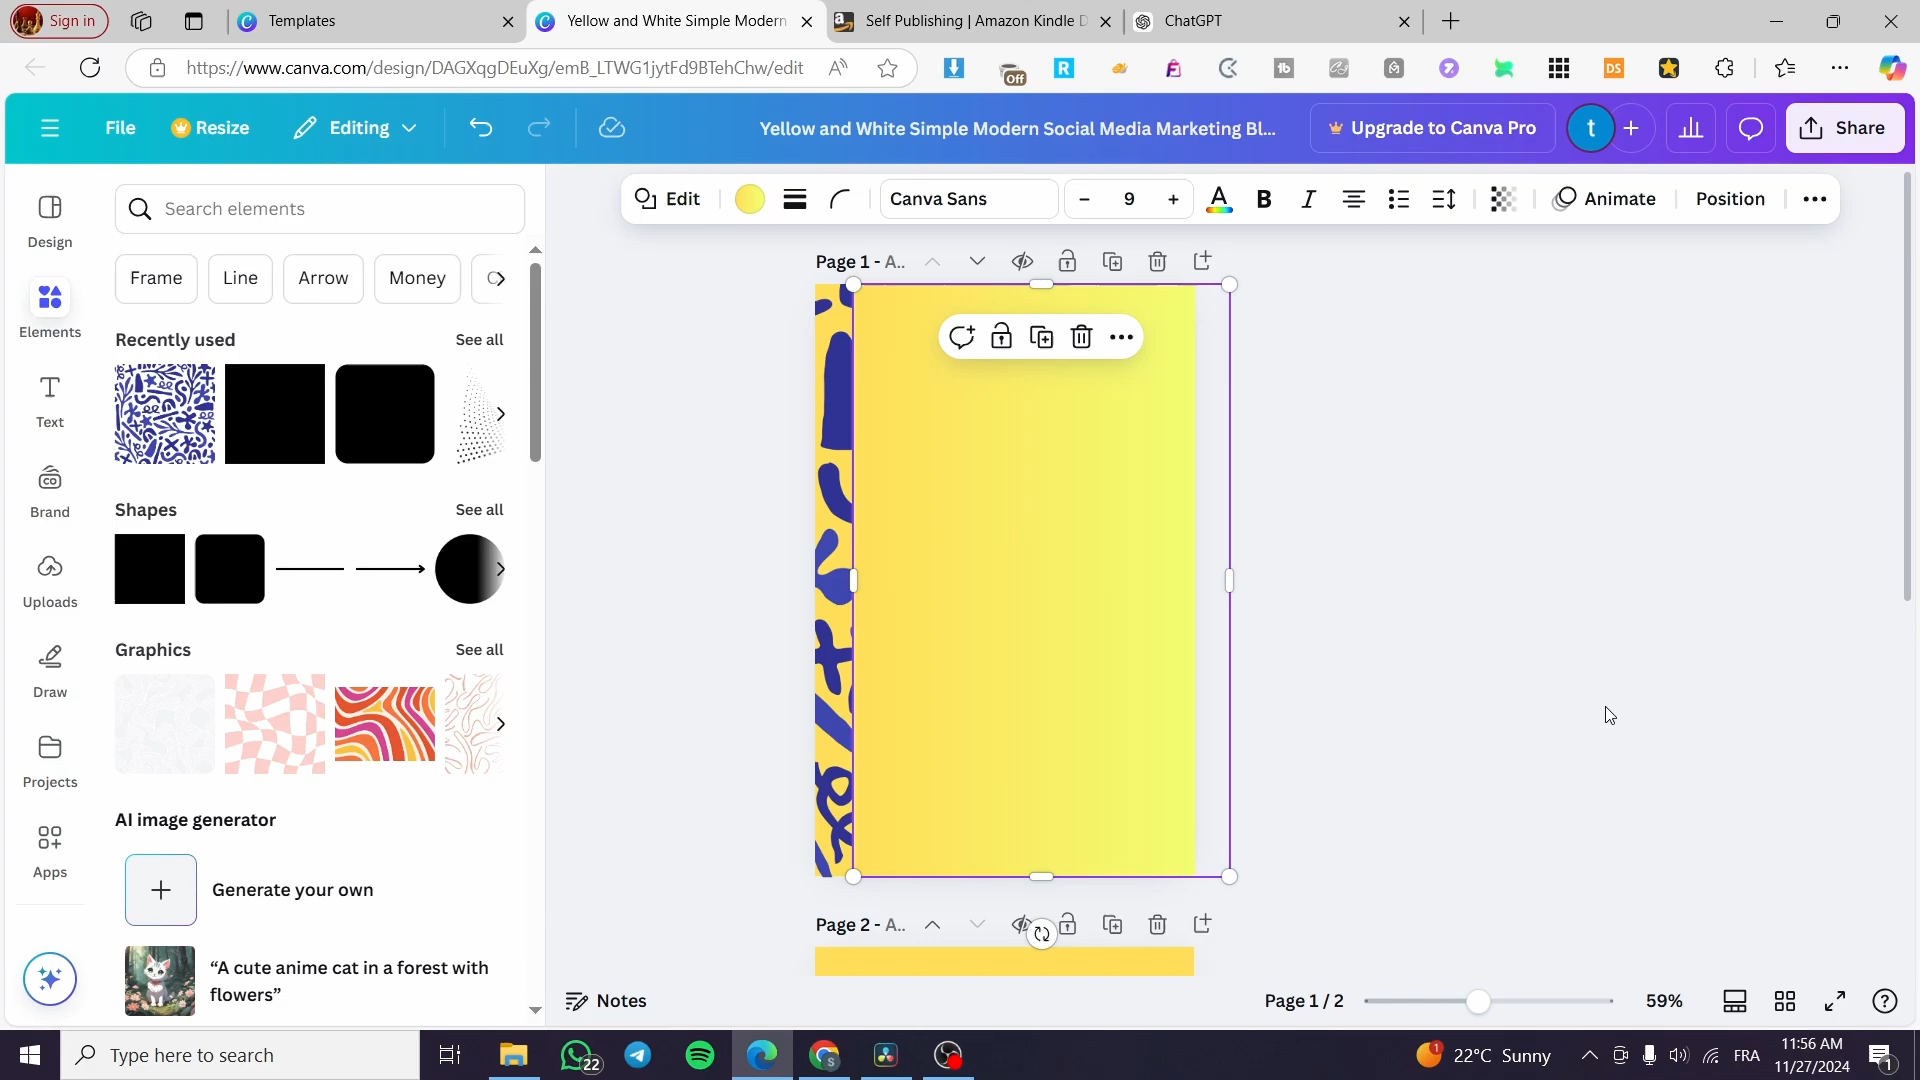 Sign in
Templates
Yellow and White Simple Modern
Self Publishing | Amazon Kindle D
ChatGPT
https://www.canva.com/design/DAGXqgDEuXg/emB_LTWG1jytFd9BTehChw/edit
Off
File
Resize
Editing
Yellow and White Simple Modern Social Media Marketing Bl...
Upgrade to Canva Pro
t
Share
Design
Elements
Text
Brand
Uploads
Draw
Projects
Apps
Search elements
Frame
Line
Arrow
Money
Recently used
See all
Shapes
See all
Graphics
See all
AI image generator
Generate your own
“A cute anime cat in a forest with
flowers”
Edit
Canva Sans
9
Animate
Position
Page 1 - A..
Page 2 - A..
Notes
Page 1 / 2
59%
Type here to search
22
22°C Sunny
FRA
11:56 AM
11/27/2024
1